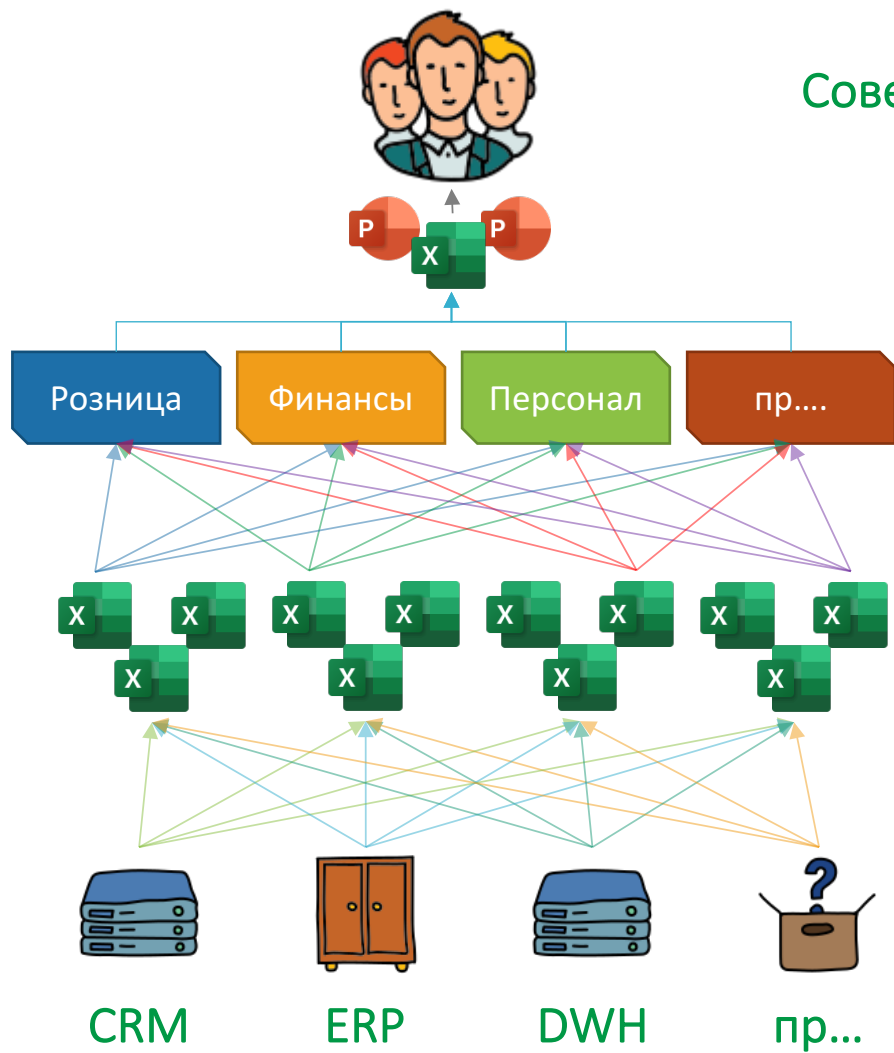 Сове
P
P
X
Розница
Финансы
Персонал
пр....
X
X
X
X
X
X
X
X
X
X
X
X
?
CRM
ERP
DWH
пр...